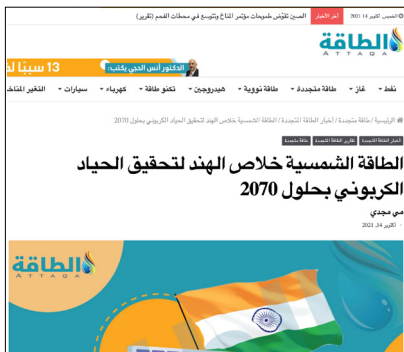 الخميس, أكتوبر 14 2021
أخر الأخبار
الصين تقوّض طموحات مؤتمر المناخ وتتوسع في محطات الفحم (تقرير)
الطاقة
ATTAQA
الدكتور أنس الحجي يكتب:
13 سببًا
نفط
غاز
طاقة متجددة
طاقة نووية
هيدروجين
تكنو طاقة
كهرباء
سيارات
التغير المناخي
الرئيسية / طاقة متجددة / أخبار الطاقة المتجددة / الطاقة الشمسية خلاص الهند لتحقيق الحياد الكربوني بحلول 2070
أخبار الطاقة المتجددة
تقارير الطاقة المتجددة
طاقة متجددة
الطاقة الشمسية خلاص الهند لتحقيق الحياد
الكربوني بحلول 2070
مي مجدي
أكتوبر 14, 2021
الطاقة
ATTAQA